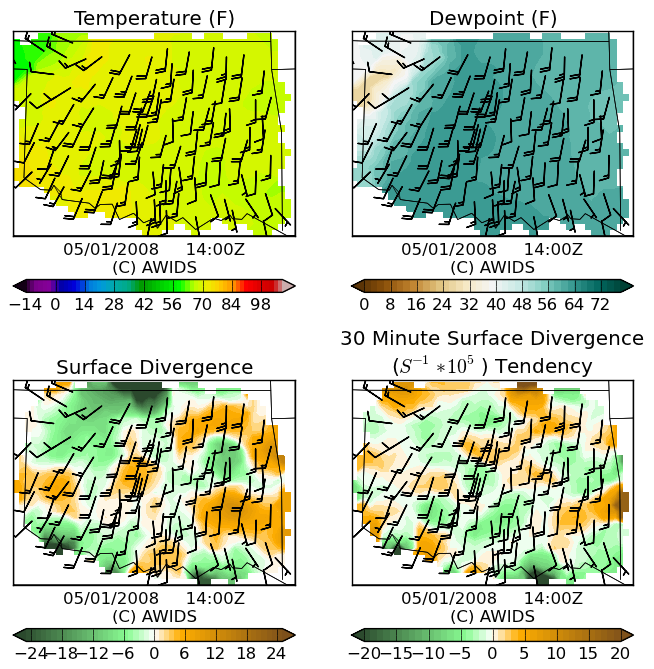 Temperature (F)
Dewpoint (F)
05/01/2008 14:00Z
(C) AWIDS
05/01/2008 14:00Z
(C) AWIDS
−14 0 14 28 42 56 70 84 98
0 8 16 24 32 40 48 56 64 72
Surface Divergence
30 Minute Surface Divergence
(S⁻¹ *10⁵ ) Tendency
05/01/2008 14:00Z
(C) AWIDS
05/01/2008 14:00Z
(C) AWIDS
−24 −18 −12 −6 0 6 12 18 24
−20 −15 −10 −5 0 5 10 15 20